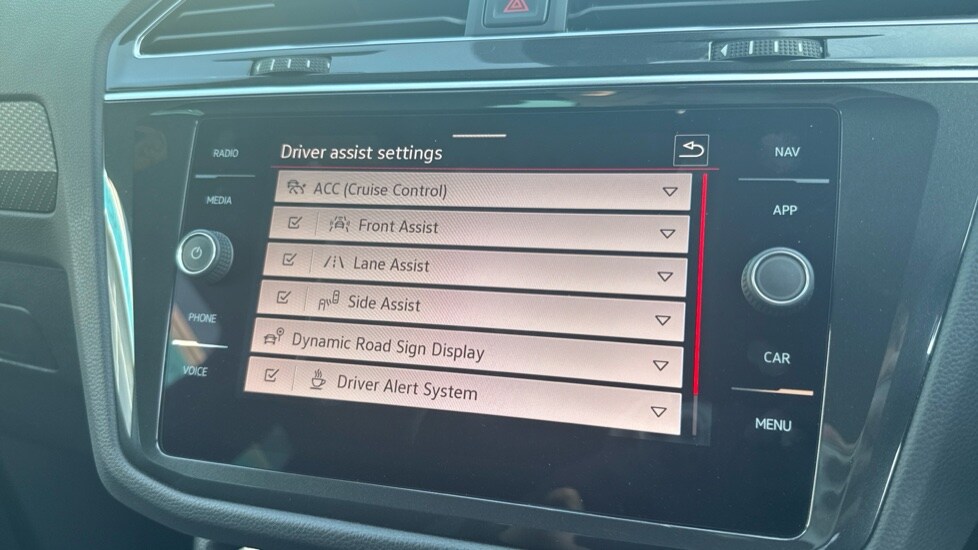 RADIO
MEDIA
PHONE
VOICE
Driver assist settings
ACC (Cruise Control)
Front Assist
Lane Assist
Side Assist
Dynamic Road Sign Display
Driver Alert System
NAV
APP
CAR
MENU